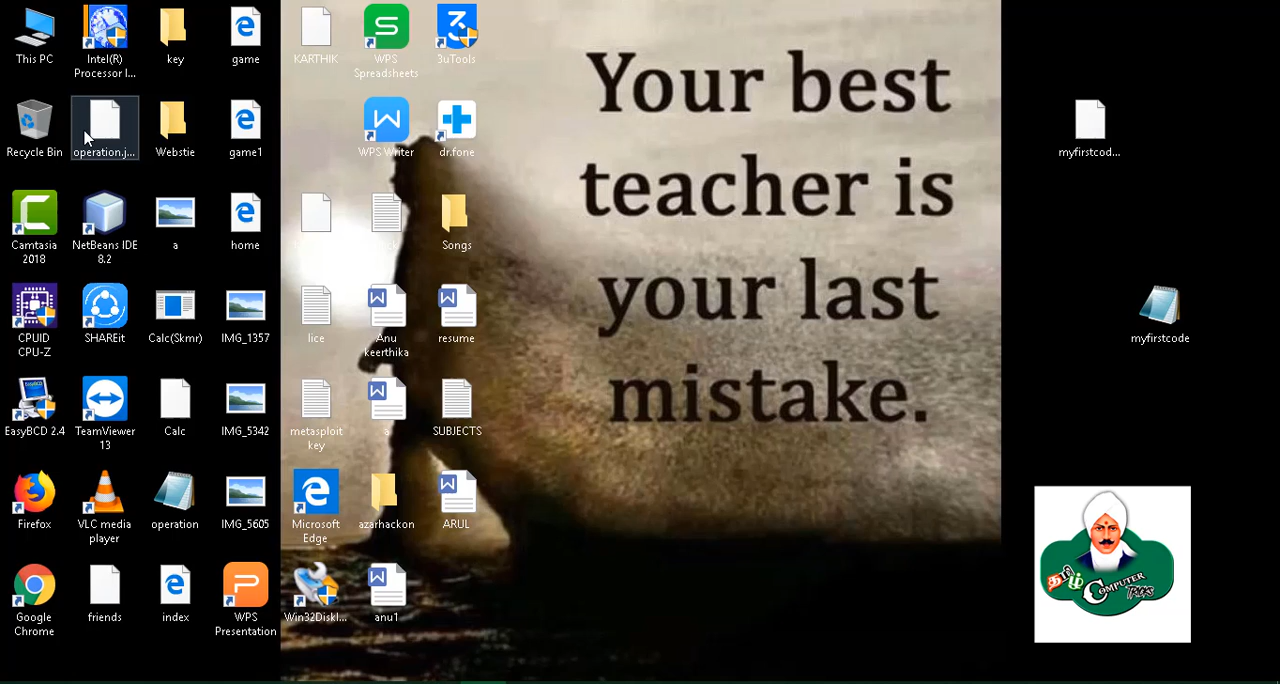 This PC
Intel(R)
Processor I...
key
game
KARTHIK
WPS
Spreadsheets
3uTools
Recycle Bin
operation.j...
Webstie
game1
WPS Writer
dr.fone
myfirstcod...
Camtasia
2018
NetBeans IDE
8.2
a
home
Songs
CPUID
CPU-Z
SHAREit
Calc(Skmr)
IMG_1357
lice
Anu
keerthika
resume
myfirstcode
EasyBCD 2.4
TeamViewer
13
Calc
IMG_5342
metasploit
key
a
SUBJECTS
Firefox
VLC media
player
operation
IMG_5605
Microsoft
Edge
azarhackon
ARUL
Google
Chrome
friends
index
WPS
Presentation
Win32DiskI...
anu1
Your best
teacher is
your last
mistake.
தமிழ்
COMPUTER
TRICKS